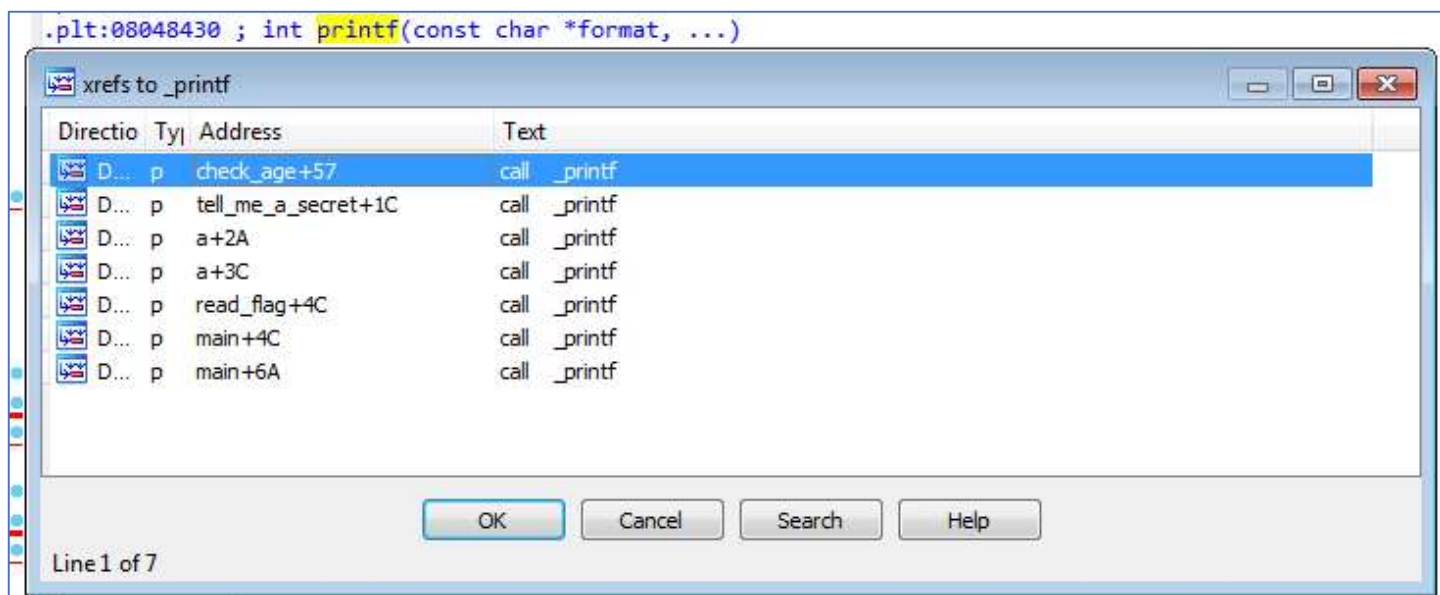 .plt:08048430 ; int printf(const char *format, ...)
xrefs to _printf
Directio Ty Address Text
D... p check_age+57 call _printf
D... p tell_me_a_secret+1C call _printf
D... p a+2A call _printf
D... p a+3C call _printf
D... p read_flag+4C call _printf
D... p main+4C call _printf
D... p main+6A call _printf
OK Cancel Search Help
Line 1 of 7